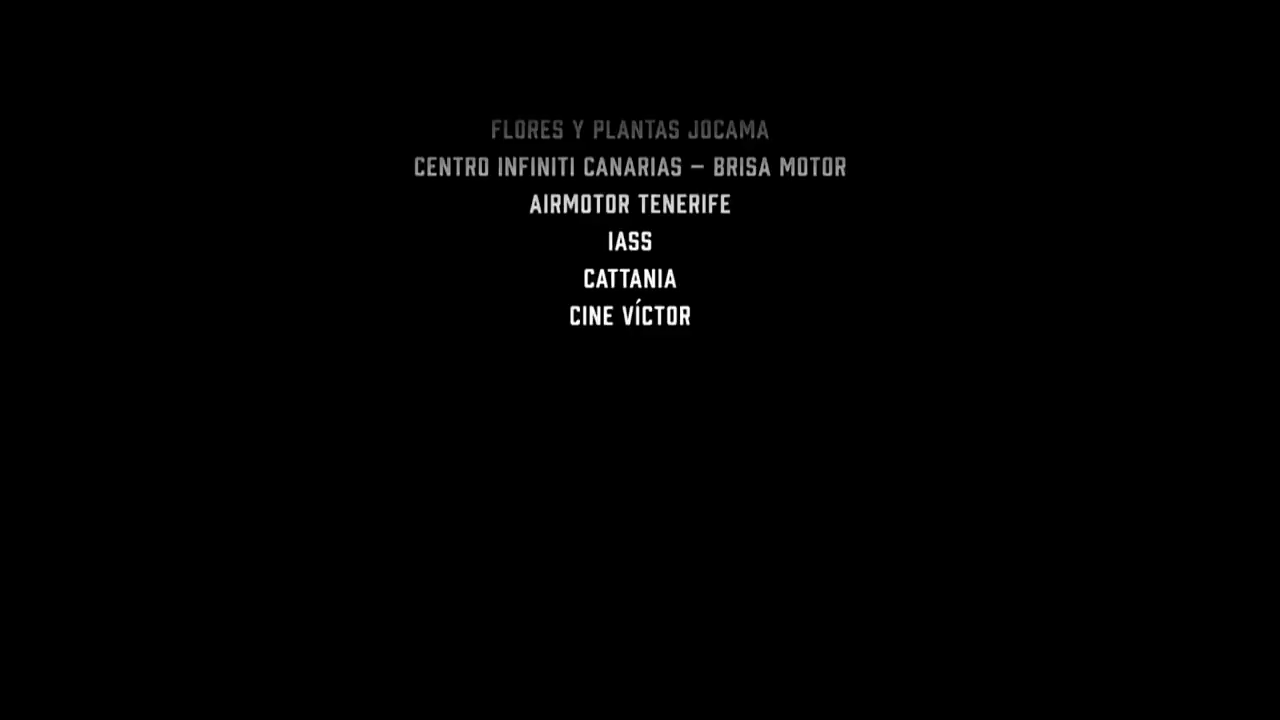 FLORES Y PLANTAS JOCAMA
CENTRO INFINITI CANARIAS – BRISA MOTOR
AIRMOTOR TENERIFE
IASS
CATTANIA
CINE VÍCTOR